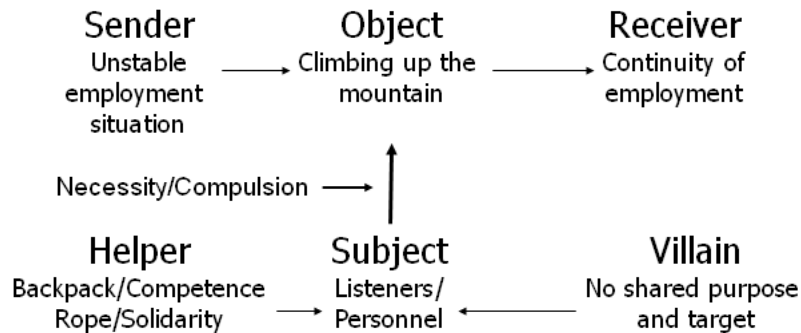 Sender
Unstable
employment
situation
Object
Climbing up the
mountain
Receiver
Continuity of
employment
Necessity/Compulsion
Helper
Backpack/Competence
Rope/Solidarity
Subject
Listeners/
Personnel
Villain
No shared purpose
and target